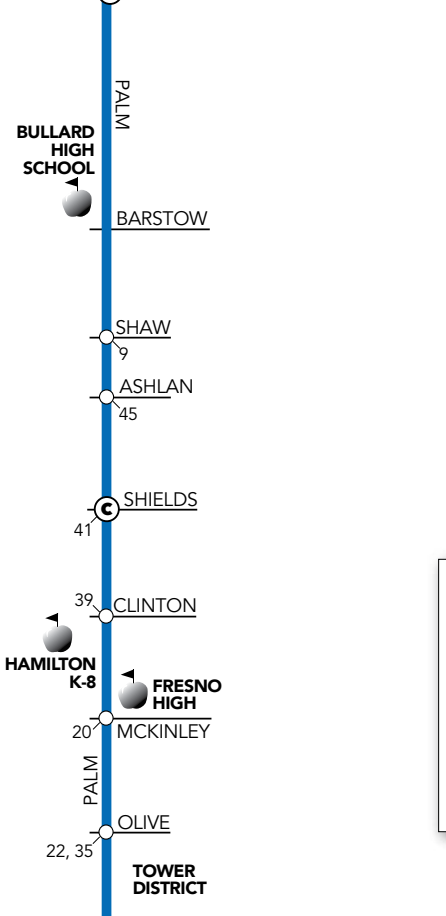 PALM
BULLARD
HIGH
SCHOOL
BARSTOW
SHAW
9
ASHLAN
45
SHIELDS
C
41
39
CLINTON
HAMILTON
K-8
FRESNO
HIGH
20
MCKINLEY
PALM
OLIVE
22, 35
TOWER
DISTRICT